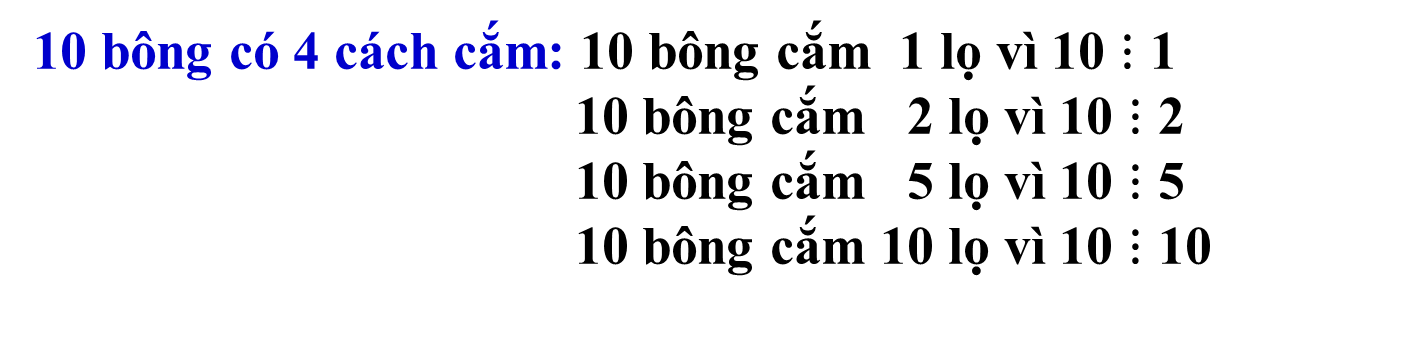 10 bông có 4 cách cắm: 10 bông cắm 1 lọ vì 10 ⋮ 1
10 bông cắm 2 lọ vì 10 ⋮ 2
10 bông cắm 5 lọ vì 10 ⋮ 5
10 bông cắm 10 lọ vì 10 ⋮ 10